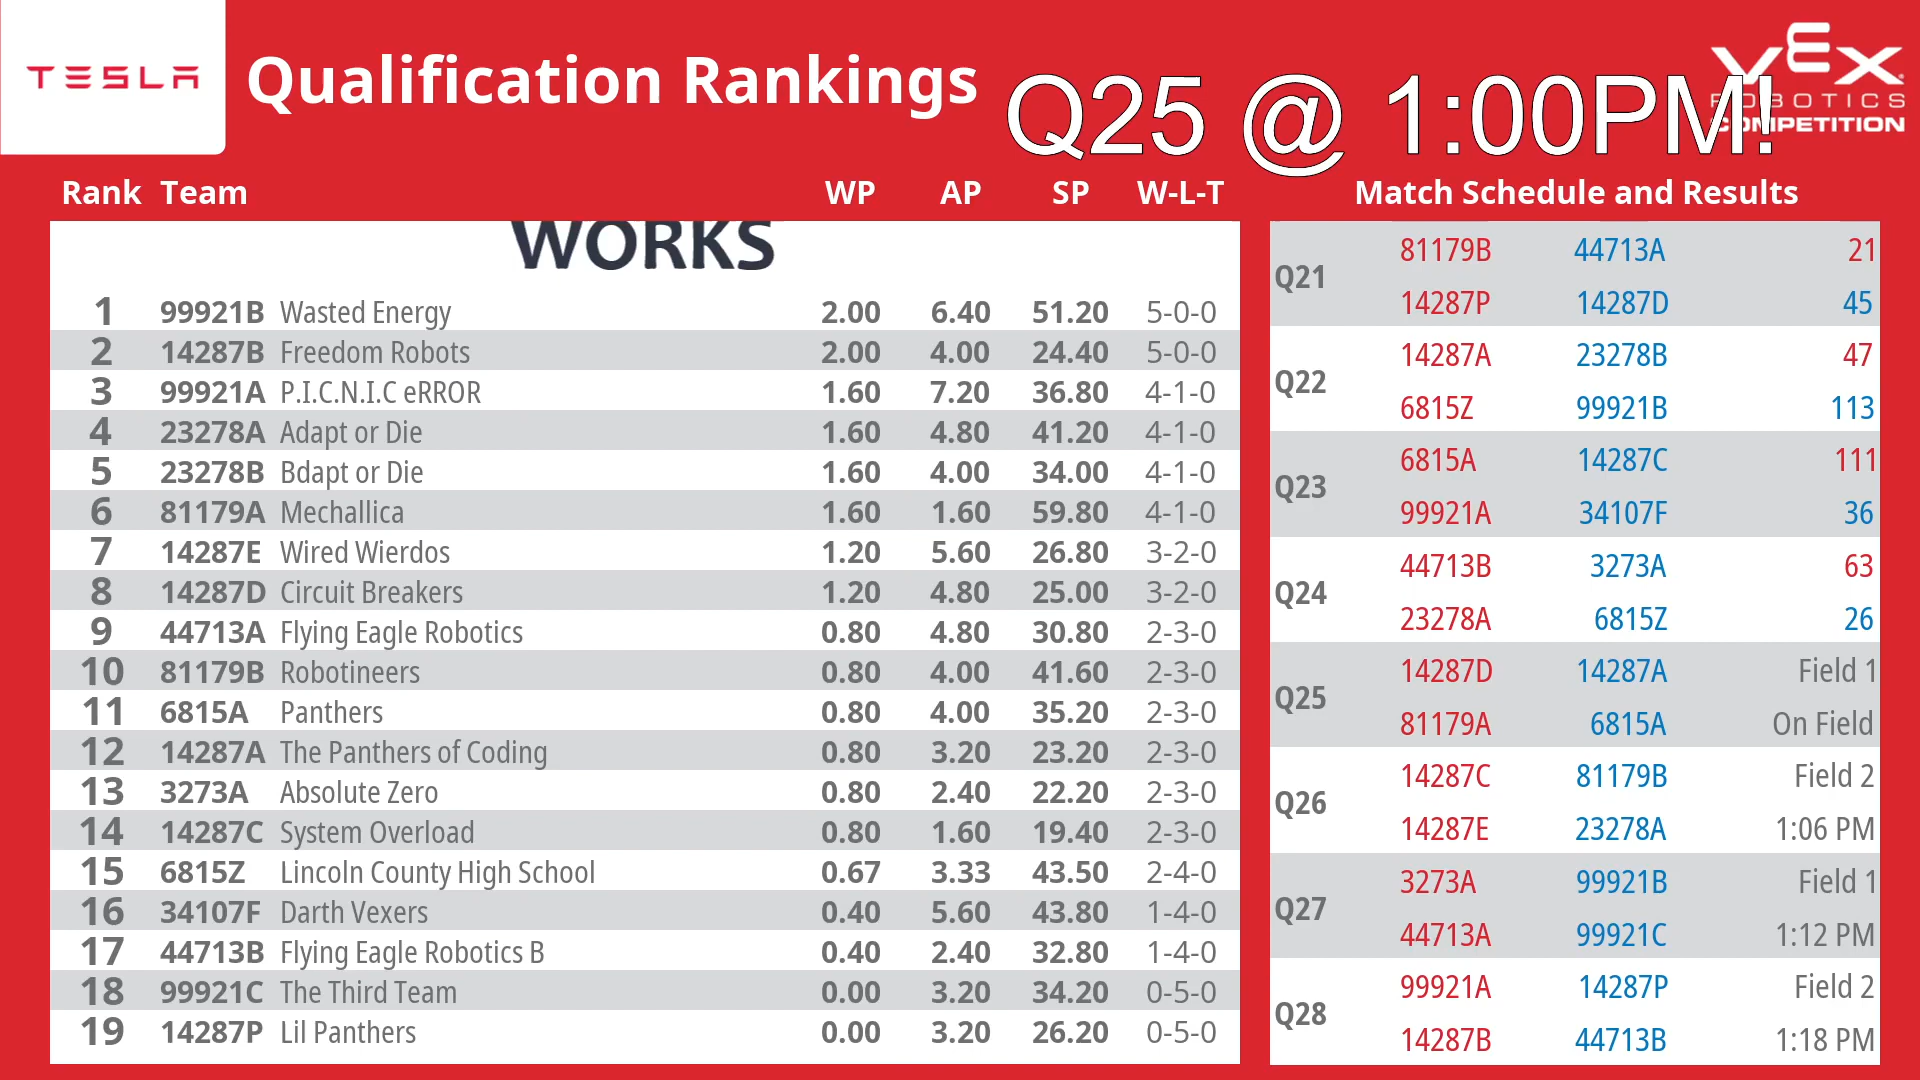 TESLA
Qualification Rankings
Q25 @ 1:00PM!
VEX
ROBOTICS
COMPETITION
Rank Team WP AP SP W-L-T
WORKS
1 99921B Wasted Energy 2.00 6.40 51.20 5-0-0
2 14287B Freedom Robots 2.00 4.00 24.40 5-0-0
3 99921A P.I.C.N.I.C eRROR 1.60 7.20 36.80 4-1-0
4 23278A Adapt or Die 1.60 4.80 41.20 4-1-0
5 23278B Bdapt or Die 1.60 4.00 34.00 4-1-0
6 81179A Mechallica 1.60 1.60 59.80 4-1-0
7 14287E Wired Wierdos 1.20 5.60 26.80 3-2-0
8 14287D Circuit Breakers 1.20 4.80 25.00 3-2-0
9 44713A Flying Eagle Robotics 0.80 4.80 30.80 2-3-0
10 81179B Robotineers 0.80 4.00 41.60 2-3-0
11 6815A Panthers 0.80 4.00 35.20 2-3-0
12 14287A The Panthers of Coding 0.80 3.20 23.20 2-3-0
13 3273A Absolute Zero 0.80 2.40 22.20 2-3-0
14 14287C System Overload 0.80 1.60 19.40 2-3-0
15 6815Z Lincoln County High School 0.67 3.33 43.50 2-4-0
16 34107F Darth Vexers 0.40 5.60 43.80 1-4-0
17 44713B Flying Eagle Robotics B 0.40 2.40 32.80 1-4-0
18 99921C The Third Team 0.00 3.20 34.20 0-5-0
19 14287P Lil Panthers 0.00 3.20 26.20 0-5-0
Match Schedule and Results
Q21
81179B 44713A 21
14287P 14287D 45
Q22
14287A 23278B 47
6815Z 99921B 113
Q23
6815A 14287C 111
99921A 34107F 36
Q24
44713B 3273A 63
23278A 6815Z 26
Q25
14287D 14287A Field 1
81179A 6815A On Field
Q26
14287C 81179B Field 2
14287E 23278A 1:06 PM
Q27
3273A 99921B Field 1
44713A 99921C 1:12 PM
Q28
99921A 14287P Field 2
14287B 44713B 1:18 PM